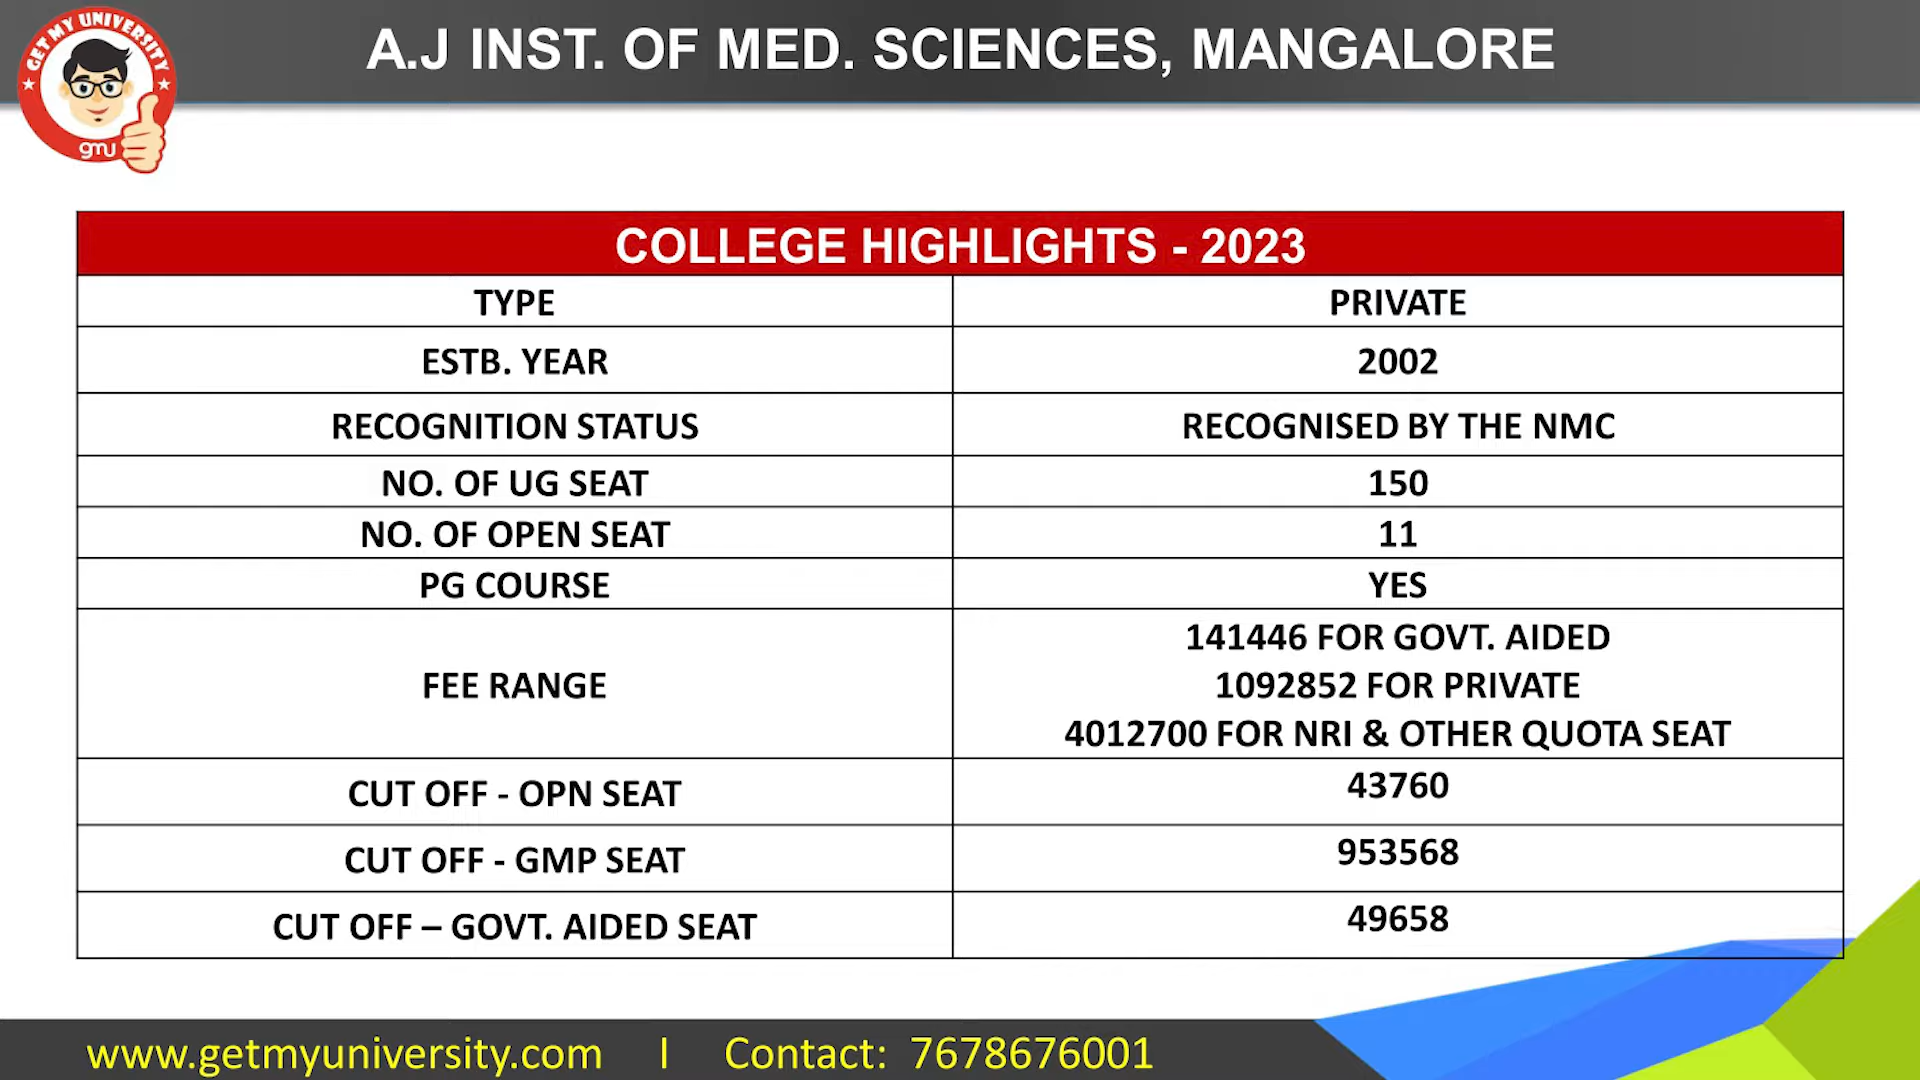 GET MY UNIVERSITY
gmu
A.J INST. OF MED. SCIENCES, MANGALORE
COLLEGE HIGHLIGHTS - 2023
TYPE PRIVATE
ESTB. YEAR 2002
RECOGNITION STATUS RECOGNISED BY THE NMC
NO. OF UG SEAT 150
NO. OF OPEN SEAT 11
PG COURSE YES
FEE RANGE
141446 FOR GOVT. AIDED
1092852 FOR PRIVATE
4012700 FOR NRI & OTHER QUOTA SEAT
CUT OFF - OPN SEAT 43760
CUT OFF - GMP SEAT 953568
CUT OFF – GOVT. AIDED SEAT 49658
www.getmyuniversity.com I Contact: 7678676001